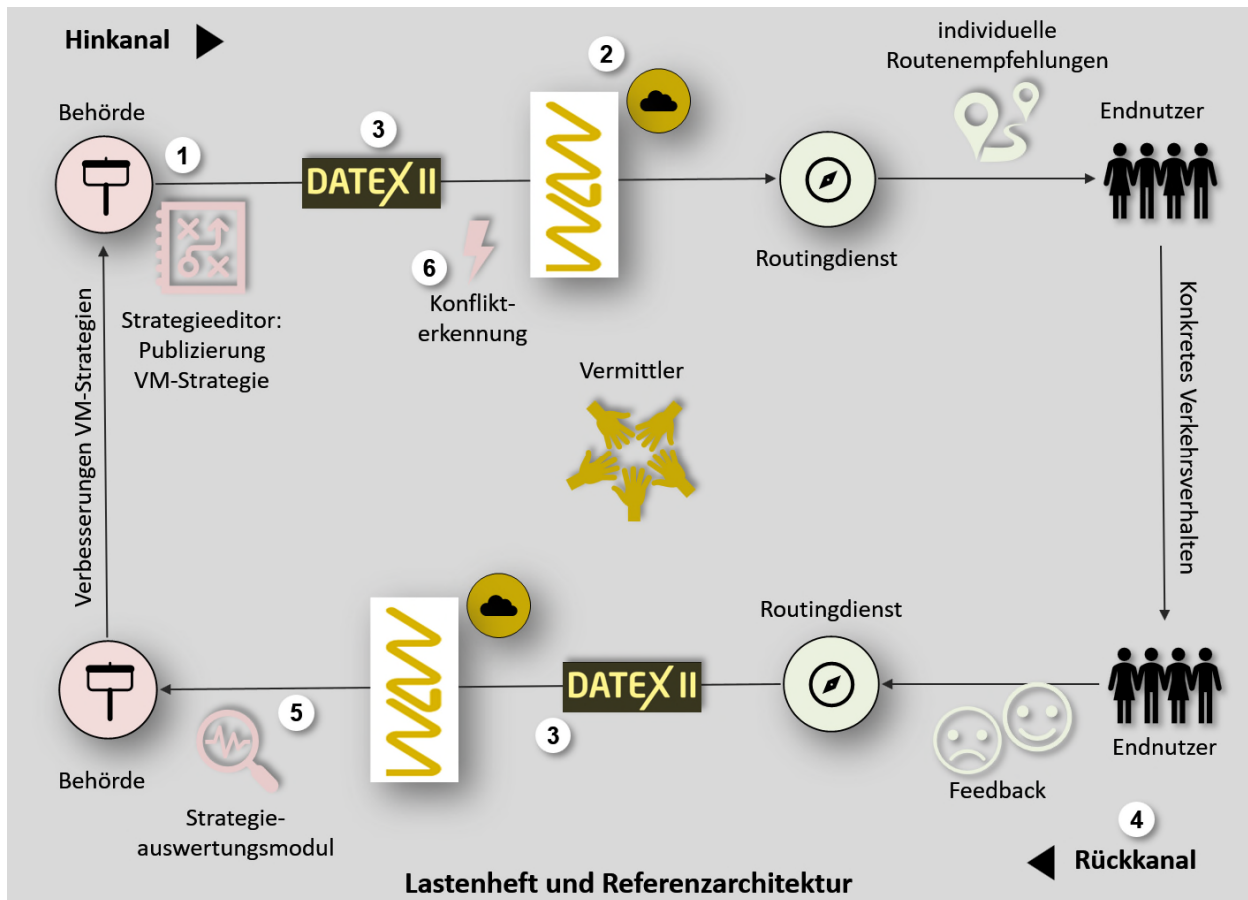 Hinkanal
individuelle
Routenempfehlungen
2
Behörde
3
Endnutzer
1
DATEX II
Routingdienst
6
Konflikt-
erkennung
Strategieeditor:
Publizierung
VM-Strategie
Verbesserungen VM-Strategien
Konkretes Verkehrsverhalten
Vermittler
Routingdienst
DATEX II
5
3
Endnutzer
Behörde
Feedback
Strategie-
auswertungsmodul
4
Rückkanal
Lastenheft und Referenzarchitektur